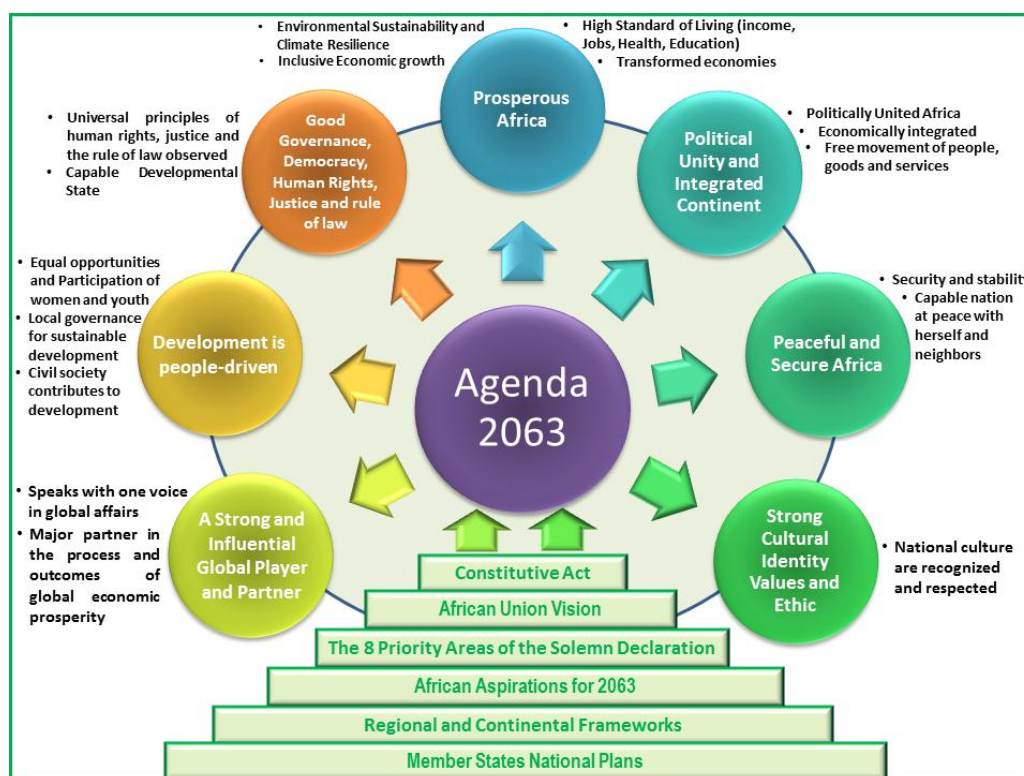 • Environmental Sustainability and
Climate Resilience
• Inclusive Economic growth
• High Standard of Living (income,
Jobs, Health, Education)
• Transformed economies
Prosperous
Africa
• Universal principles of
human rights, justice and
the rule of law observed
• Capable Developmental
State
Good
Governance,
Democracy,
Human Rights,
Justice and rule
of law
Political
Unity and
Integrated
Continent
• Politically United Africa
• Economically integrated
• Free movement of people,
goods and services
• Equal opportunities
and Participation of
women and youth
• Local governance
for sustainable
development
• Civil society
contributes to
development
Development is
people-driven
Agenda
2063
Peaceful and
Secure Africa
• Security and stability
• Capable nation
at peace with
herself and
neighbors
• Speaks with one voice
in global affairs
• Major partner in
the process and
outcomes of
global economic
prosperity
A Strong and
Influential
Global Player
and Partner
Strong
Cultural
Identity
Values and
Ethic
• National culture
are recognized
and respected
Constitutive Act
African Union Vision
The 8 Priority Areas of the Solemn Declaration
African Aspirations for 2063
Regional and Continental Frameworks
Member States National Plans